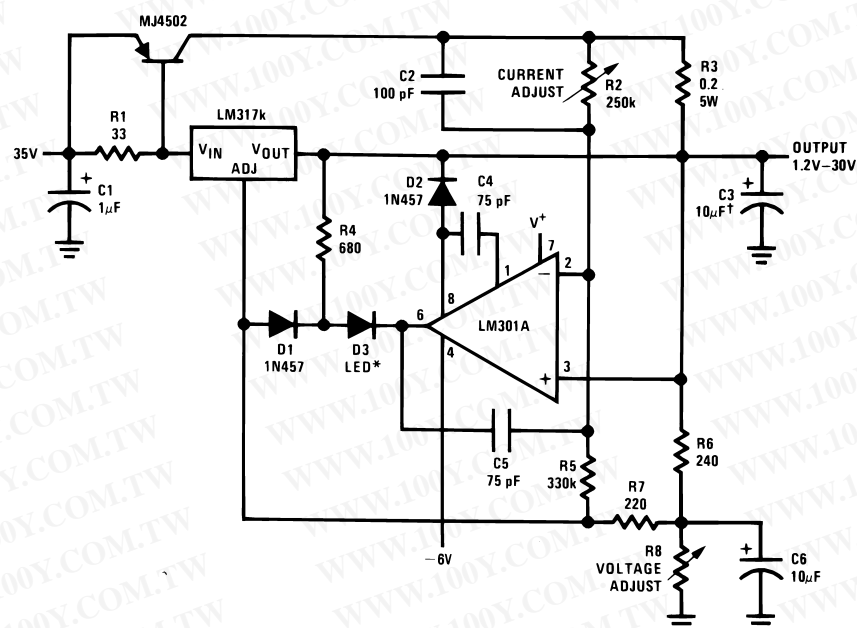 MJ4502
C2
100 pF
CURRENT
ADJUST
R2
250k
R3
0.2
5W
R1
33
LM317k
VIN
VOUT
ADJ
35V
+
C1
1μF
D2
1N457
C4
75 pF
V+
OUTPUT
1.2V–30V
+
C3
10μF†
R4
680
7
1
2
−
8
6
LM301A
4
3
+
D1
1N457
D3
LED*
C5
75 pF
R5
330k
R6
240
R7
220
−6V
R8
VOLTAGE
ADJUST
+
C6
10μF
WWW.100Y.COM.TW